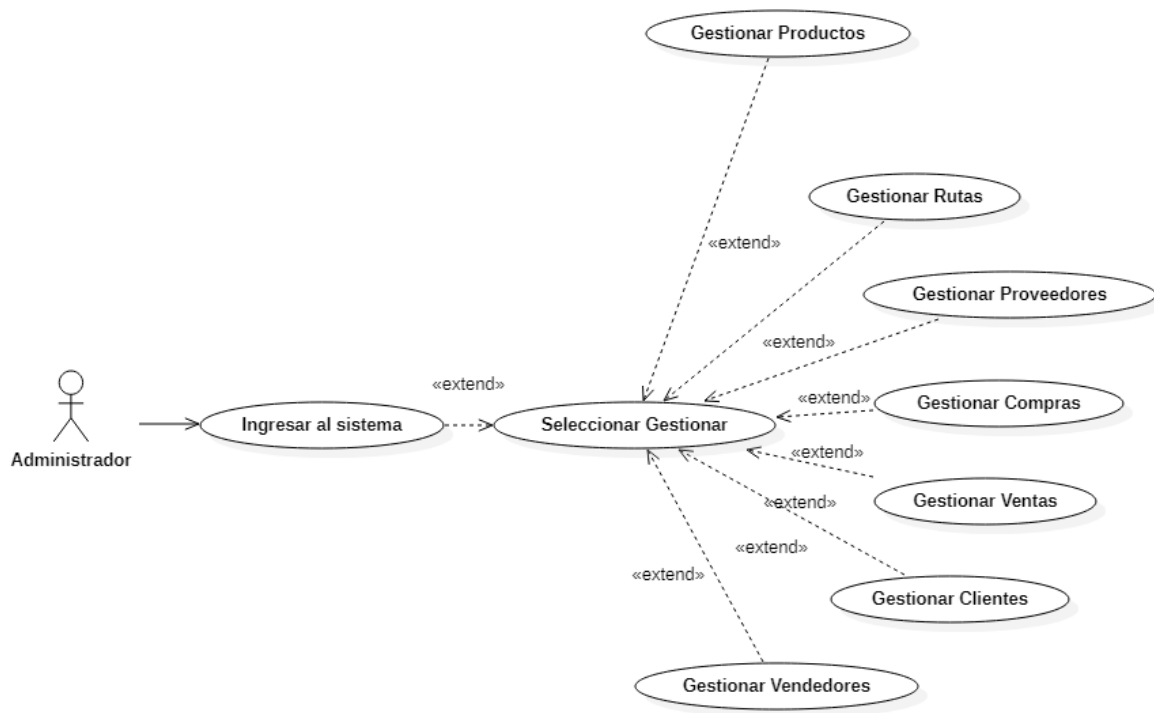 Gestionar Productos
Gestionar Rutas
«extend»
Gestionar Proveedores
«extend»
«extend»
«extend»
Gestionar Compras
Ingresar al sistema
Seleccionar Gestionar
Administrador
«extend»
Gestionar Ventas
«extend»
«extend»
«extend»
Gestionar Clientes
Gestionar Vendedores